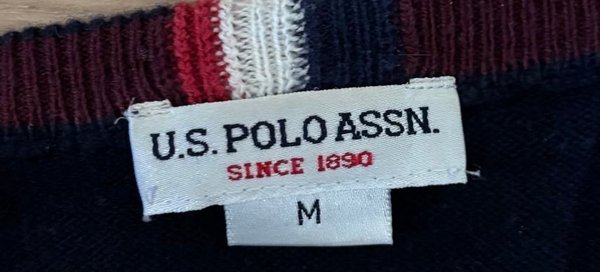 U.S. POLO ASSN.
SINCE 1890
M